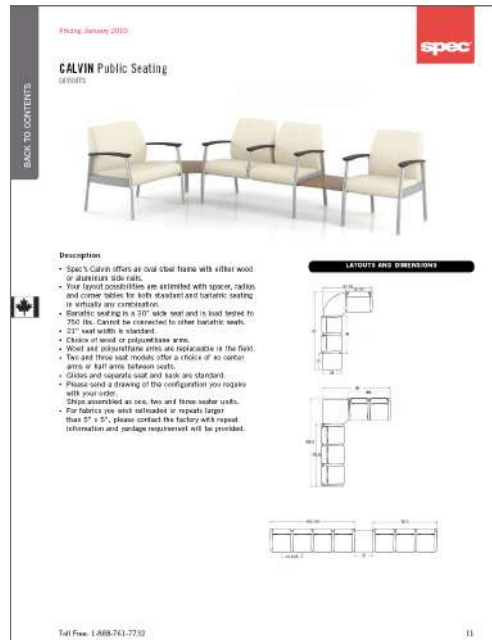 Pricing January 2010
spec
CALVIN Public Seating
LAYOUTS
BACK TO CONTENTS
Description
• Spec's Calvin offers an oval steel frame with either wood
or aluminum side rails.
• Your layout possibilities are unlimited with spacer, radius
and corner tables for both standard and bariatric seating
in virtually any combination.
• Bariatric seating is a 30" wide seat and is load tested to
750 lbs. Cannot be connected to other bariatric seats.
• 21" seat width is standard.
• Choice of wood or polyurethane arms.
• Wood and polyurethane arms are replaceable in the field.
• Two and three seat models offer a choice of no center
arms or half arms between seats.
• Glides and separate seat and back are standard.
• Please send a drawing of the configuration you require
with your order.
Ships assembled as one, two and three seater units.
• For fabrics you wish railroaded or repeats larger
than 5" x 5", please contact the factory with repeat
information and yardage requirement will be provided.
LAYOUTS AND DIMENSIONS
Toll Free: 1-888-761-7732
11